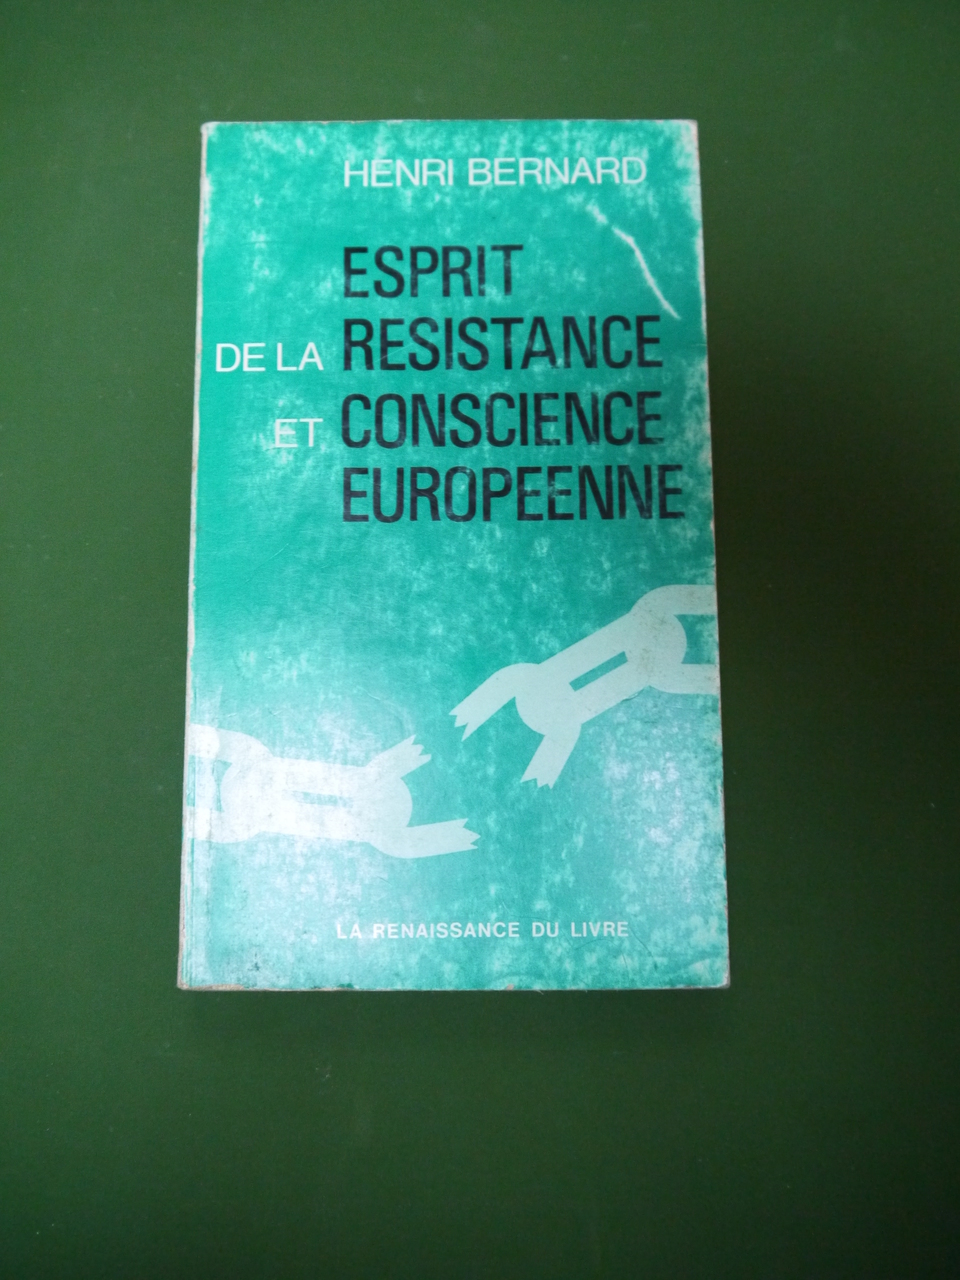 HENRI BERNARD
ESPRIT
DE LA RESISTANCE
ET CONSCIENCE
EUROPEENNE
LA RENAISSANCE DU LIVRE